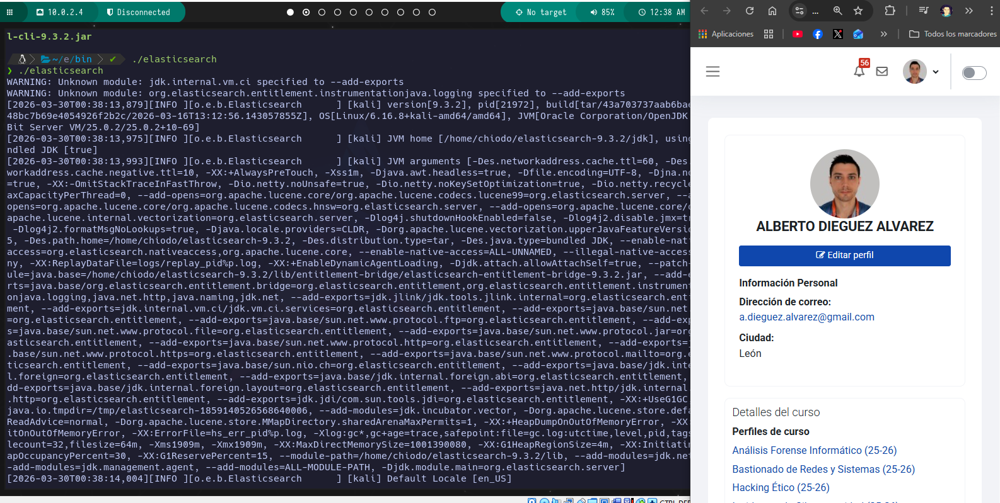 10.0.2.4
Disconnected
No target
85%
12:38 AM
l-cli-9.3.2.jar
~/e/bin ✔ ./elasticsearch
❯ ./elasticsearch
WARNING: Unknown module: jdk.internal.vm.ci specified to --add-exports
WARNING: Unknown module: org.elasticsearch.entitlement.instrumentationjava.logging specified to --add-exports
[2026-03-30T00:38:13,879][INFO ][o.e.b.Elasticsearch      ] [kali] version[9.3.2], pid[21972], build[tar/43a703737aab6bae
48bc7b69e4054926f2b2c/2026-03-16T13:12:56.143057855Z], OS[Linux/6.16.8+kali-amd64/amd64], JVM[Oracle Corporation/OpenJDK
Bit Server VM/25.0.2/25.0.2+10-69]
[2026-03-30T00:38:13,975][INFO ][o.e.b.Elasticsearch      ] [kali] JVM home [/home/chiodo/elasticsearch-9.3.2/jdk], using
ndled JDK [true]
[2026-03-30T00:38:13,993][INFO ][o.e.b.Elasticsearch      ] [kali] JVM arguments [-Des.networkaddress.cache.ttl=60, -Des.
workaddress.cache.negative.ttl=10, -XX:+AlwaysPreTouch, -Xss1m, -Djava.awt.headless=true, -Dfile.encoding=UTF-8, -Djna.no
=true, -XX:-OmitStackTraceInFastThrow, -Dio.netty.noUnsafe=true, -Dio.netty.noKeySetOptimization=true, -Dio.netty.recycle
axCapacityPerThread=0, --add-opens=org.apache.lucene.core/org.apache.lucene.codecs.lucene99=org.elasticsearch.server, --a
opens=org.apache.lucene.core/org.apache.lucene.codecs.hnsw=org.elasticsearch.server, --add-opens=org.apache.lucene.core/
apache.lucene.internal.vectorization=org.elasticsearch.server, -Dlog4j.shutdownHookEnabled=false, -Dlog4j2.disable.jmx=tr
-Dlog4j2.formatMsgNoLookups=true, -Djava.locale.providers=CLDR, -Dorg.apache.lucene.vectorization.upperJavaFeatureVersio
5, -Des.path.home=/home/chiodo/elasticsearch-9.3.2, -Des.distribution.type=tar, -Des.java.type=bundled JDK, --enable-nat
access=org.elasticsearch.nativeaccess,org.apache.lucene.core, --enable-native-access=ALL-UNNAMED, --illegal-native-access
ny, -XX:ReplayDataFile=logs/replay_pid%p.log, -XX:+EnableDynamicAgentLoading, -Djdk.attach.allowAttachSelf=true, --patch-
ule=java.base=/home/chiodo/elasticsearch-9.3.2/lib/entitlement-bridge/elasticsearch-entitlement-bridge-9.3.2.jar, --add-e
rts=java.base/org.elasticsearch.entitlement.bridge=org.elasticsearch.entitlement,org.elasticsearch.entitlement.instrument
onjava.logging,java.net.http,java.naming,jdk.net, --add-exports=jdk.jlink/jdk.tools.jlink.internal=org.elasticsearch.enti
ment, --add-exports=jdk.internal.vm.ci/jdk.vm.ci.services=org.elasticsearch.entitlement, --add-exports=java.base/sun.net.
=org.elasticsearch.entitlement, --add-exports=java.base/sun.net.www.protocol.ftp=org.elasticsearch.entitlement, --add-exp
s=java.base/sun.net.www.protocol.file=org.elasticsearch.entitlement, --add-exports=java.base/sun.net.www.protocol.jar=org
asticsearch.entitlement, --add-exports=java.base/sun.net.www.protocol.http=org.elasticsearch.entitlement, --add-exports=j
.base/sun.net.www.protocol.https=org.elasticsearch.entitlement, --add-exports=java.base/sun.net.www.protocol.mailto=org.e
ticsearch.entitlement, --add-exports=java.base/sun.nio.ch=org.elasticsearch.entitlement, --add-exports=java.base/jdk.inte
l.foreign=org.elasticsearch.entitlement, --add-exports=java.base/jdk.internal.foreign.abi=org.elasticsearch.entitlement,
dd-exports=java.base/jdk.internal.foreign.layout=org.elasticsearch.entitlement, --add-exports=java.net.http/jdk.internal.
.http=org.elasticsearch.entitlement, --add-exports=jdk.jdi/com.sun.tools.jdi=org.elasticsearch.entitlement, -XX:+UseG1GC,
java.io.tmpdir=/tmp/elasticsearch-1859140526568640006, --add-modules=jdk.incubator.vector, -Dorg.apache.lucene.store.defa
ReadAdvice=normal, -Dorg.apache.lucene.store.MMapDirectory.sharedArenaMaxPermits=1, -XX:+HeapDumpOnOutOfMemoryError, -XX:
itOnOutOfMemoryError, -XX:ErrorFile=hs_err_pid%p.log, -Xlog:gc*,gc+age=trace,safepoint:file=gc.log:utctime,level,pid,tags
lecount=32,filesize=64m, -Xms1909m, -Xmx1909m, -XX:MaxDirectMemorySize=1001390080, -XX:G1HeapRegionSize=4m, -XX:Initiatin
apOccupancyPercent=30, -XX:G1ReservePercent=15, --module-path=/home/chiodo/elasticsearch-9.3.2/lib, --add-modules=jdk.net
-add-modules=jdk.management.agent, --add-modules=ALL-MODULE-PATH, -Djdk.module.main=org.elasticsearch.server]
[2026-03-30T00:38:14,004][INFO ][o.e.b.Elasticsearch      ] [kali] Default Locale [en_US]
...
Aplicaciones
Todos los marcadores
56
ALBERTO DIEGUEZ ALVAREZ
Editar perfil
Información Personal
Dirección de correo:
a.dieguez.alvarez@gmail.com
Ciudad:
León
Detalles del curso
Perfiles de curso
Análisis Forense Informático (25-26)
Bastionado de Redes y Sistemas (25-26)
Hacking Ético (25-26)